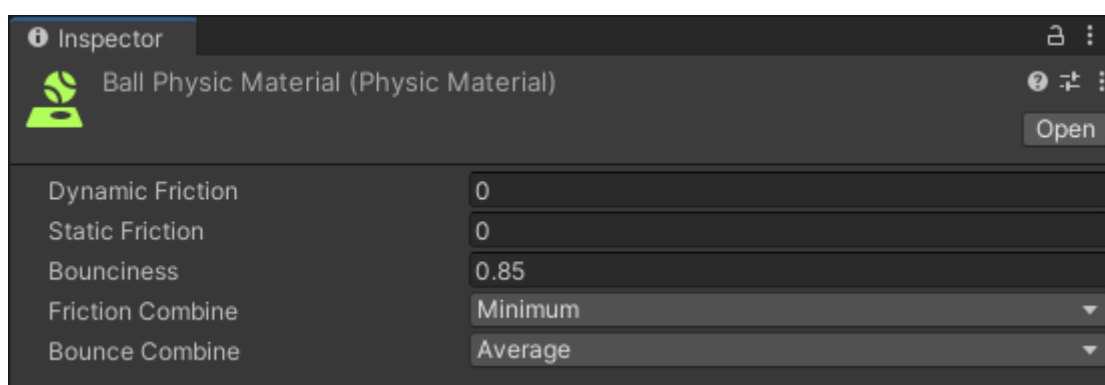 Inspector
Ball Physic Material (Physic Material)
Open
Dynamic Friction 0
Static Friction 0
Bounciness 0.85
Friction Combine Minimum
Bounce Combine Average